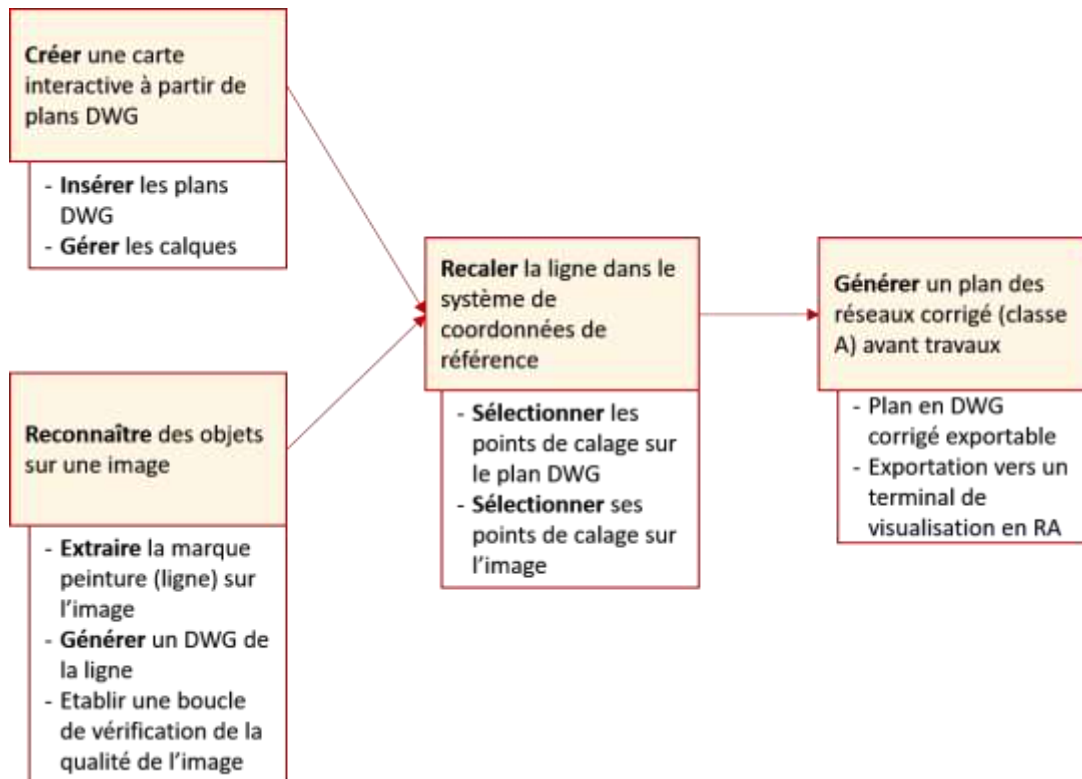 Créer une carte
interactive à partir de
plans DWG
- Insérer les plans
DWG
- Gérer les calques
Reconnaître des objets
sur une image
- Extraire la marque
peinture (ligne) sur
l'image
- Générer un DWG de
la ligne
- Etablir une boucle
de vérification de la
qualité de l'image
Recaler la ligne dans le
système de
coordonnées de
référence
- Sélectionner les
points de calage sur
le plan DWG
- Sélectionner ses
points de calage sur
l'image
Générer un plan des
réseaux corrigé (classe
A) avant travaux
- Plan en DWG
corrigé exportable
- Exportation vers un
terminal de
visualisation en RA